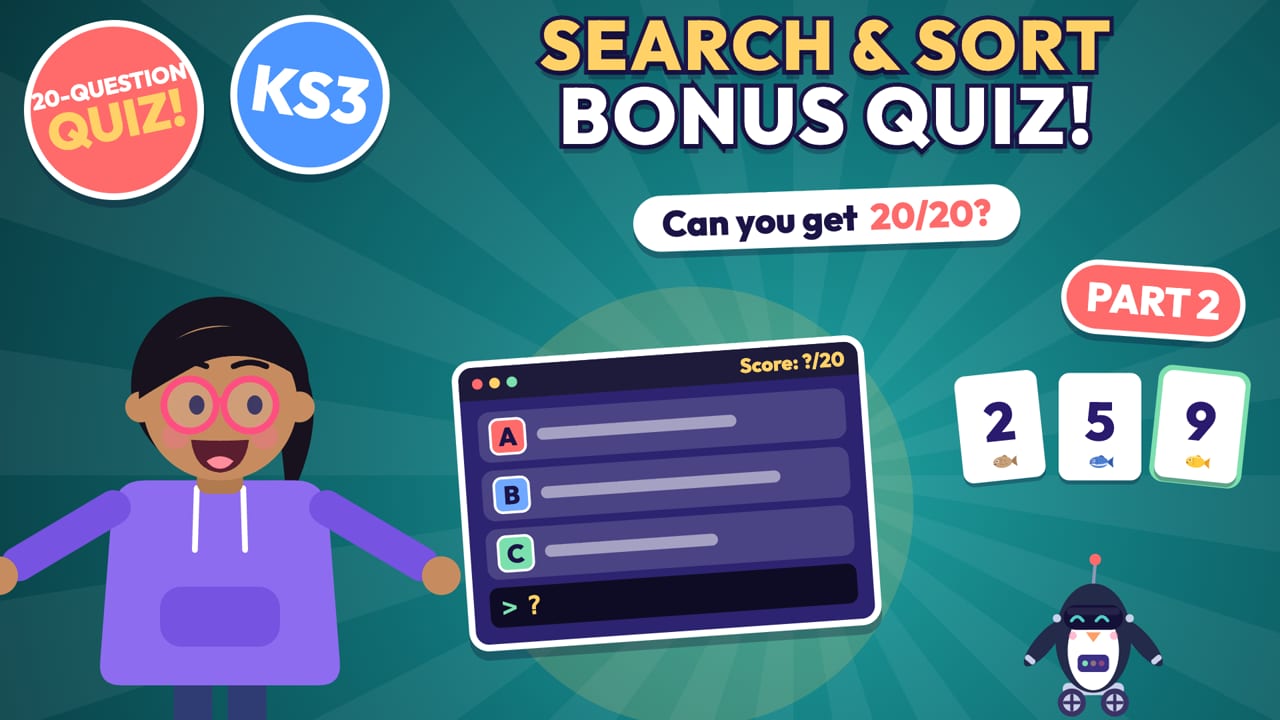 20-QUESTION
QUIZ!
KS3
SEARCH & SORT
BONUS QUIZ!
Can you get 20/20?
PART 2
Score: ?/20
A
B
C
> ?
2 5 9